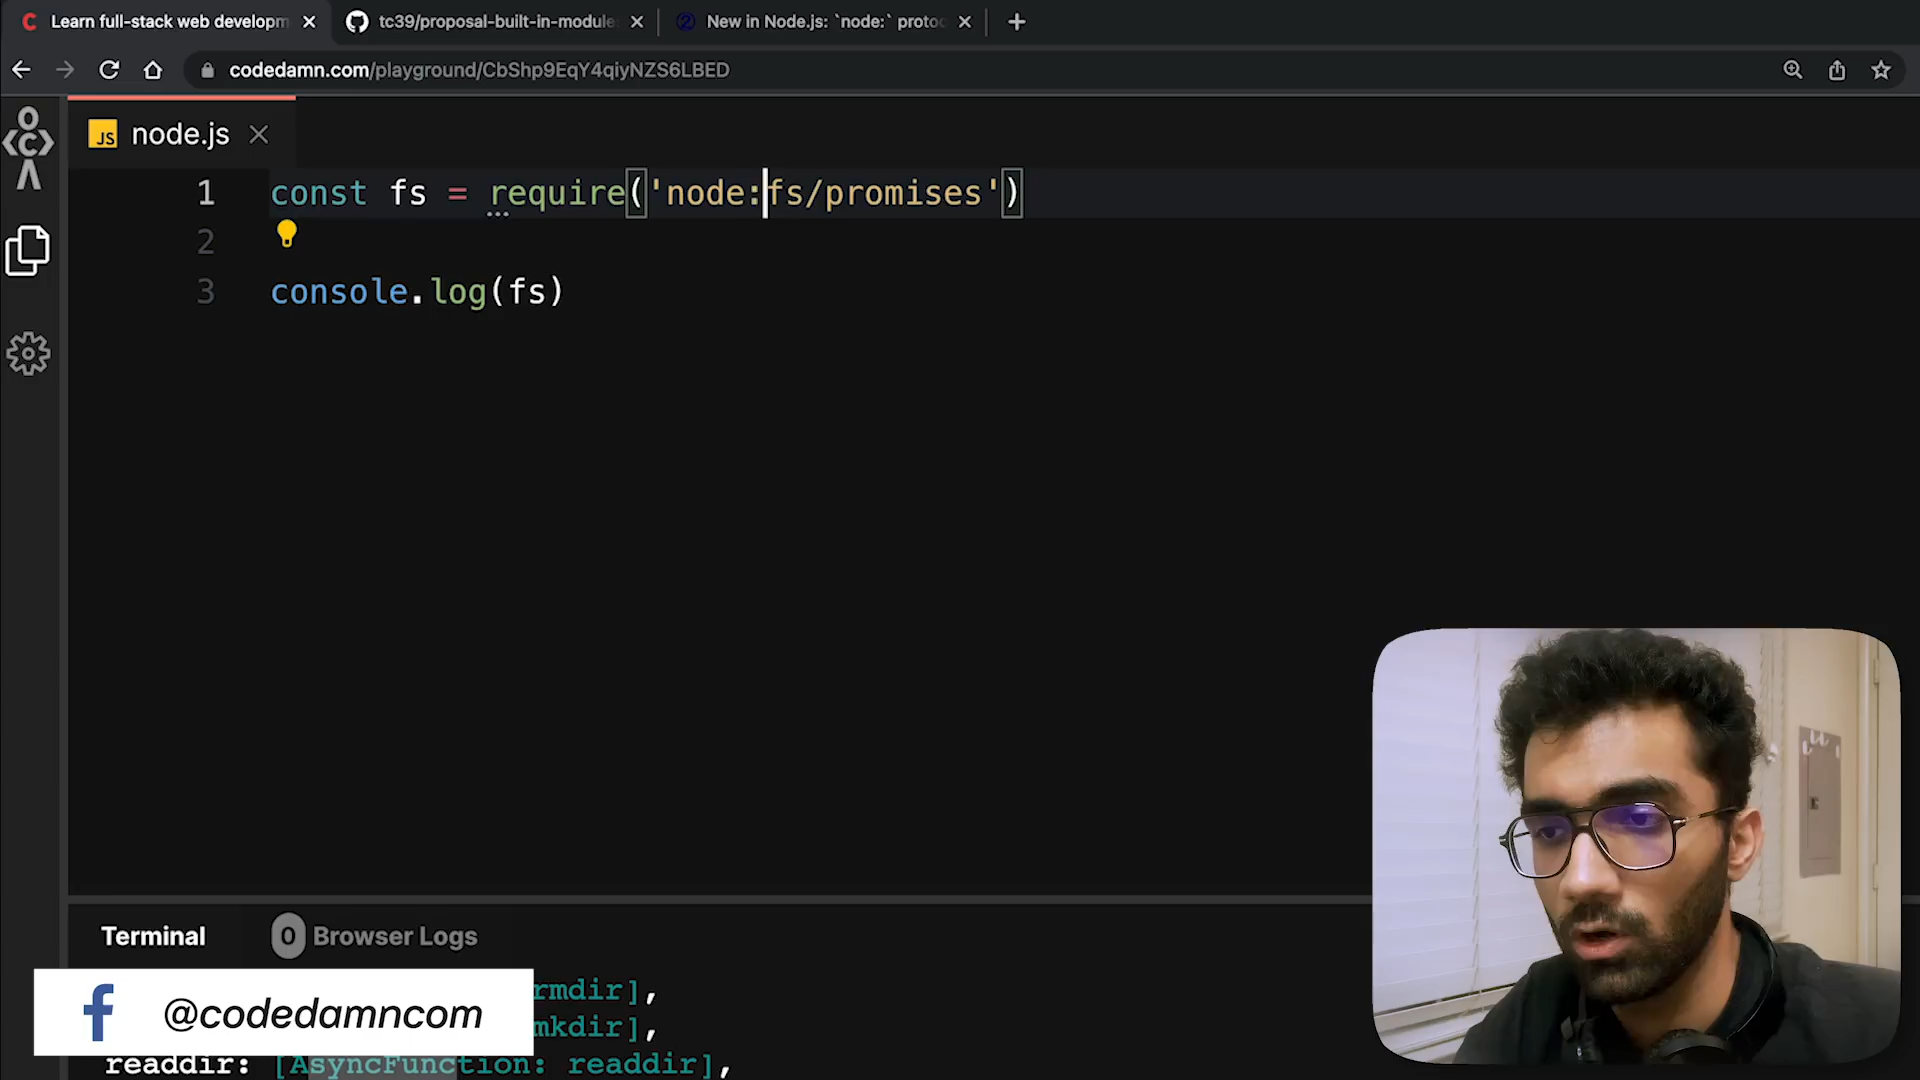 Learn full-stack web developm
tc39/proposal-built-in-module
New in Node.js: `node:` proto
codedamn.com/playground/CbShp9EqY4qiyNZS6LBED
JS node.js
1 const fs = require('node:fs/promises')
2
3 console.log(fs)
Terminal 0 Browser Logs
rmdir],
mkdir],
readdir: [AsyncFunction: readdir],
@codedamncom